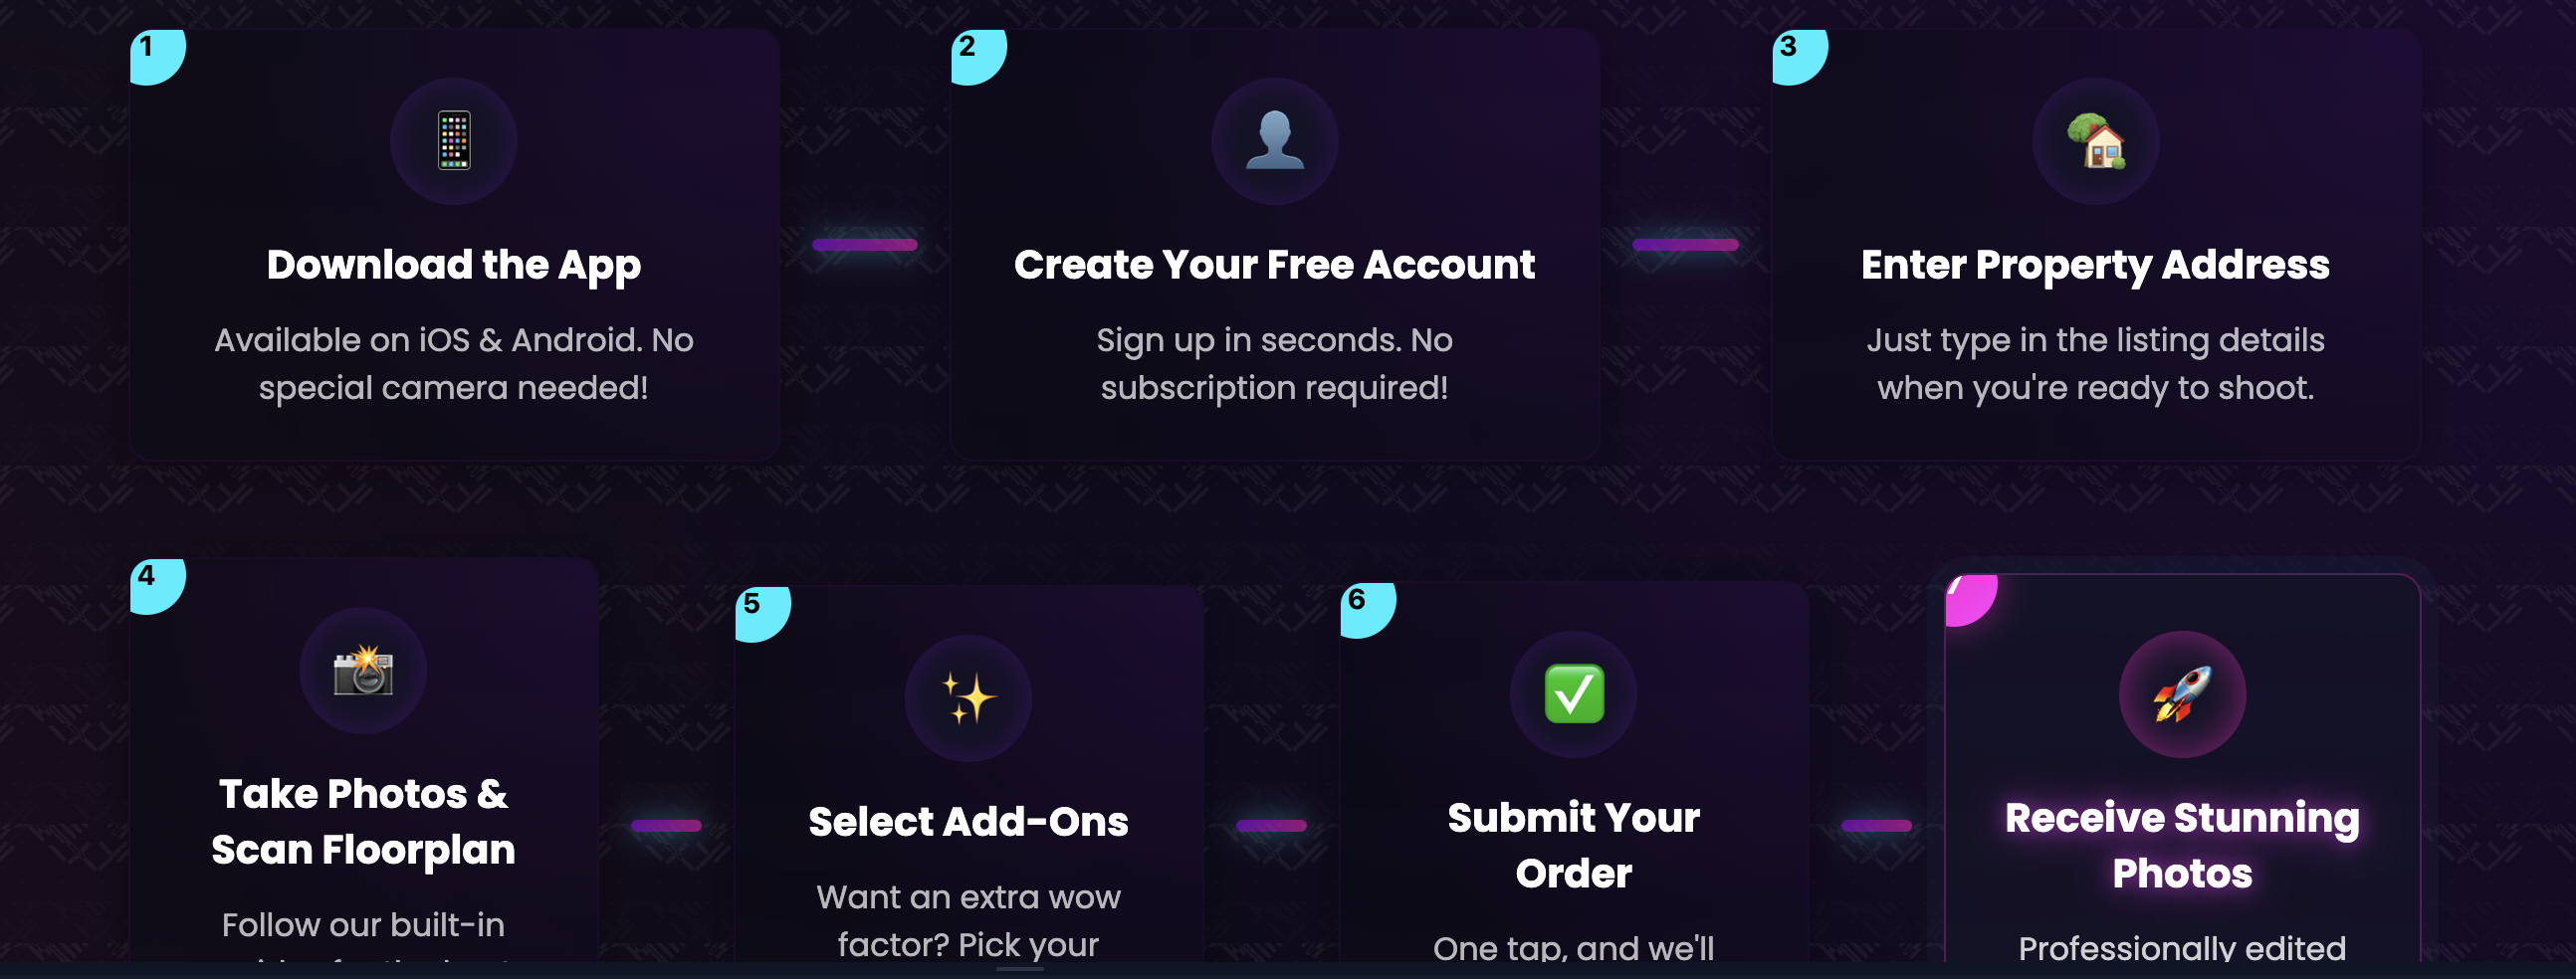 1
2
3
Download the App
Create Your Free Account
Enter Property Address
Available on iOS & Android. No
special camera needed!
Sign up in seconds. No
subscription required!
Just type in the listing details
when you're ready to shoot.
4
5
6
Take Photos &
Scan Floorplan
Follow our built-in
Select Add-Ons
Want an extra wow
factor? Pick your
Submit Your
Order
One tap, and we'll
Receive Stunning
Photos
Professionally edited